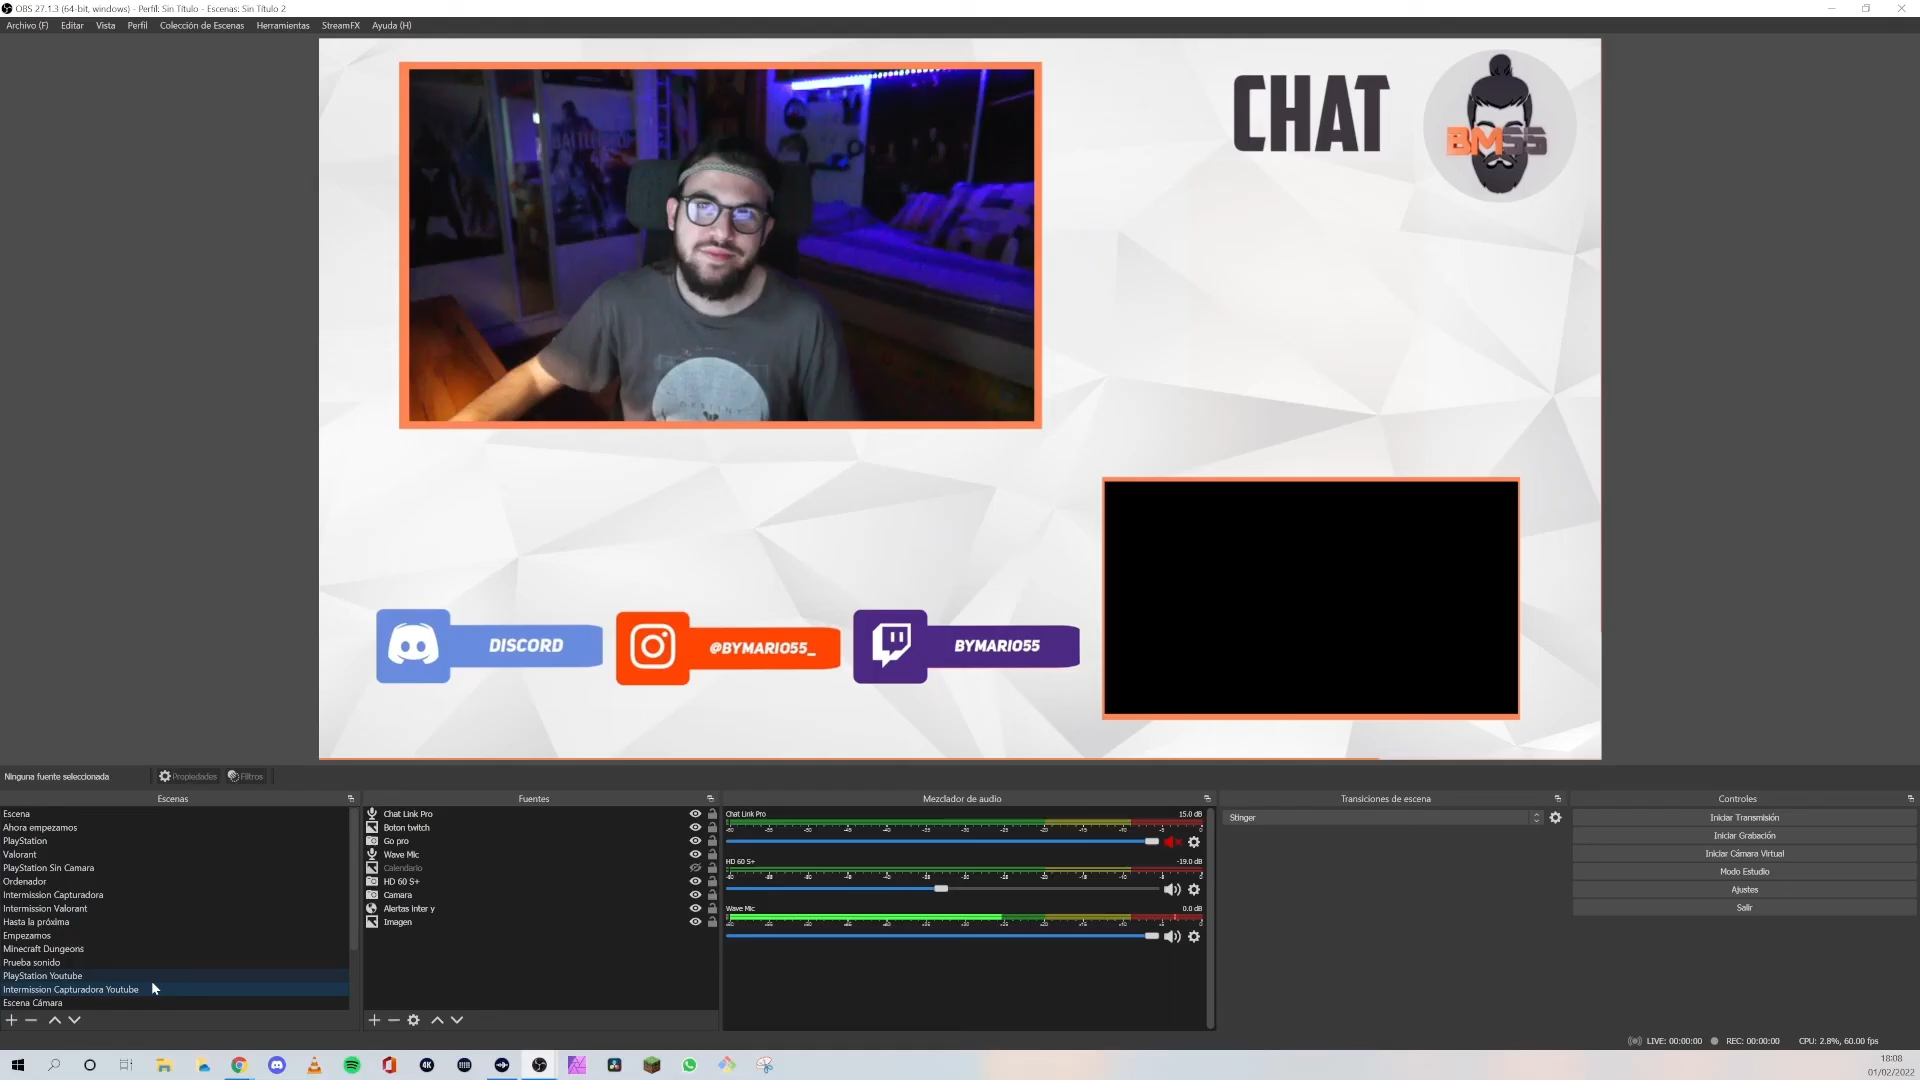 OBS 27.1.3 (64-bit, windows) - Perfil: Sin Título - Escenas: Sin Título 2
Archivo (F) Editar Vista Perfil Colección de Escenas Herramientas StreamFX Ayuda (H)
CHAT
BM55
DISCORD
@BYMARIO55_
BYMARIO55
Ninguna fuente seleccionada Propiedades Filtros
Escenas
Escena
Ahora empezamos
PlayStation
Valorant
PlayStation Sin Camara
Ordenador
Intermission Capturadora
Intermission Valorant
Hasta la próxima
Empezamos
Minecraft Dungeons
Prueba sonido
PlayStation Youtube
Intermission Capturadora Youtube
Escena Cámara
Fuentes
Chat Link Pro
Boton twitch
Go pro
Wave Mic
Calendario
HD 60 S+
Camara
Alertas inter y
Imagen
Mezclador de audio
Chat Link Pro 15.0 dB
HD 60 S+ -19.0 dB
Wave Mic 0.0 dB
Transiciones de escena
Stinger
Controles
Iniciar Transmisión
Iniciar Grabación
Iniciar Cámara Virtual
Modo Estudio
Ajustes
Salir
LIVE: 00:00:00 REC: 00:00:00 CPU: 2.8%, 60.00 fps
18:08
01/02/2022